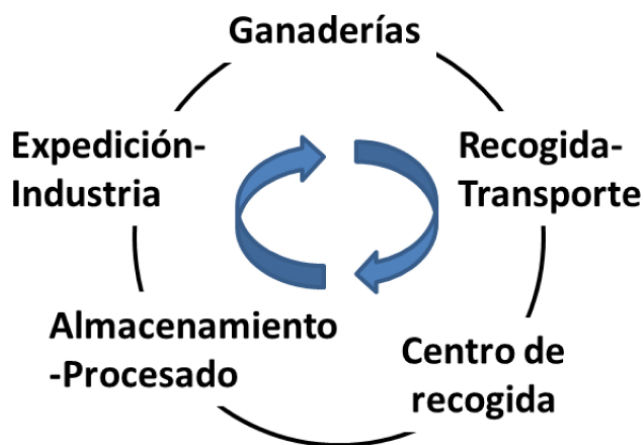 Ganaderías
Expedición-
Industria
Recogida-
Transporte
Almacenamiento
-Procesado
Centro de
recogida